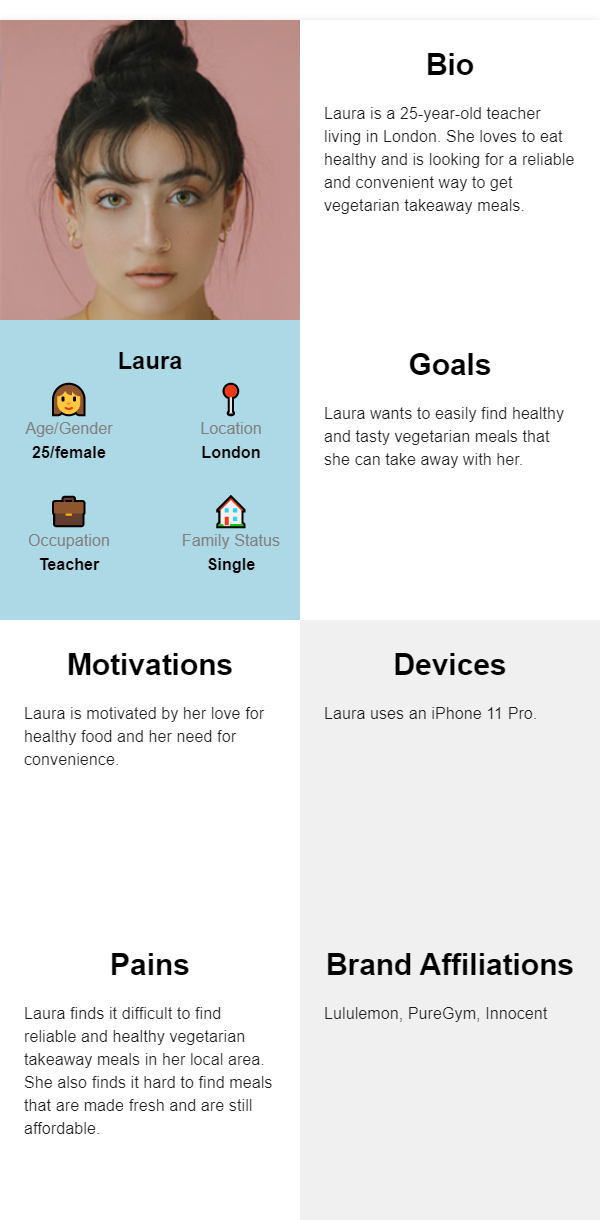 Bio
Laura is a 25-year-old teacher
living in London. She loves to eat
healthy and is looking for a reliable
and convenient way to get
vegetarian takeaway meals.
Laura
Age/Gender
25/female
Location
London
Occupation
Teacher
Family Status
Single
Goals
Laura wants to easily find healthy
and tasty vegetarian meals that
she can take away with her.
Motivations
Laura is motivated by her love for
healthy food and her need for
convenience.
Devices
Laura uses an iPhone 11 Pro.
Pains
Laura finds it difficult to find
reliable and healthy vegetarian
takeaway meals in her local area.
She also finds it hard to find meals
that are made fresh and are still
affordable.
Brand Affiliations
Lululemon, PureGym, Innocent